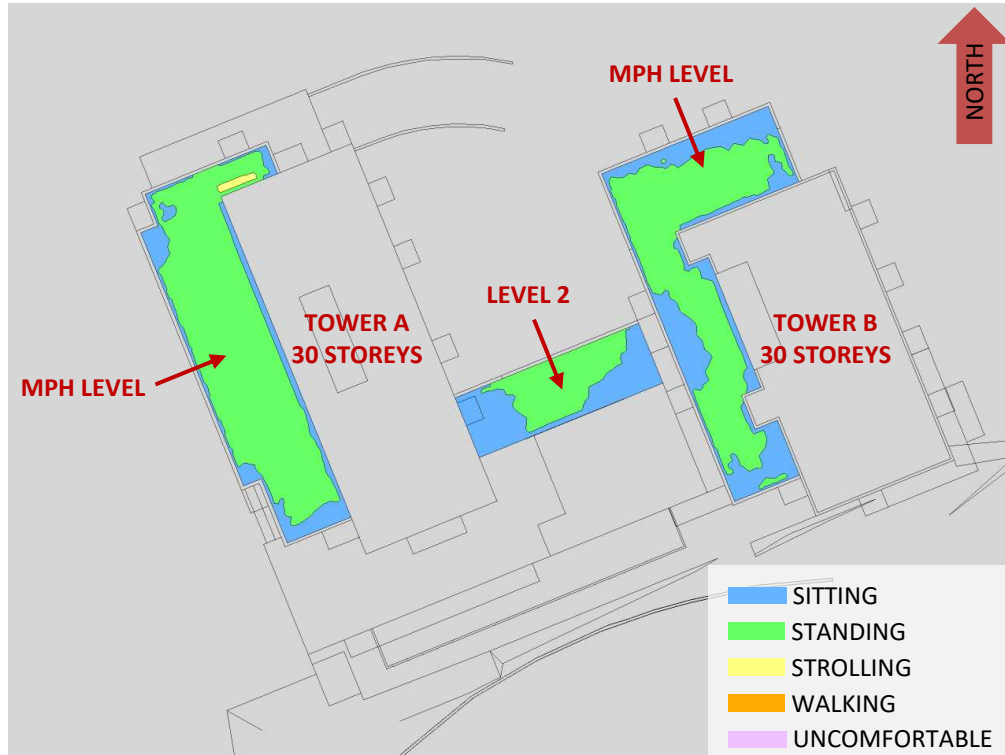 NORTH
MPH LEVEL
LEVEL 2
TOWER A
30 STOREYS
TOWER B
30 STOREYS
MPH LEVEL
SITTING
STANDING
STROLLING
WALKING
UNCOMFORTABLE